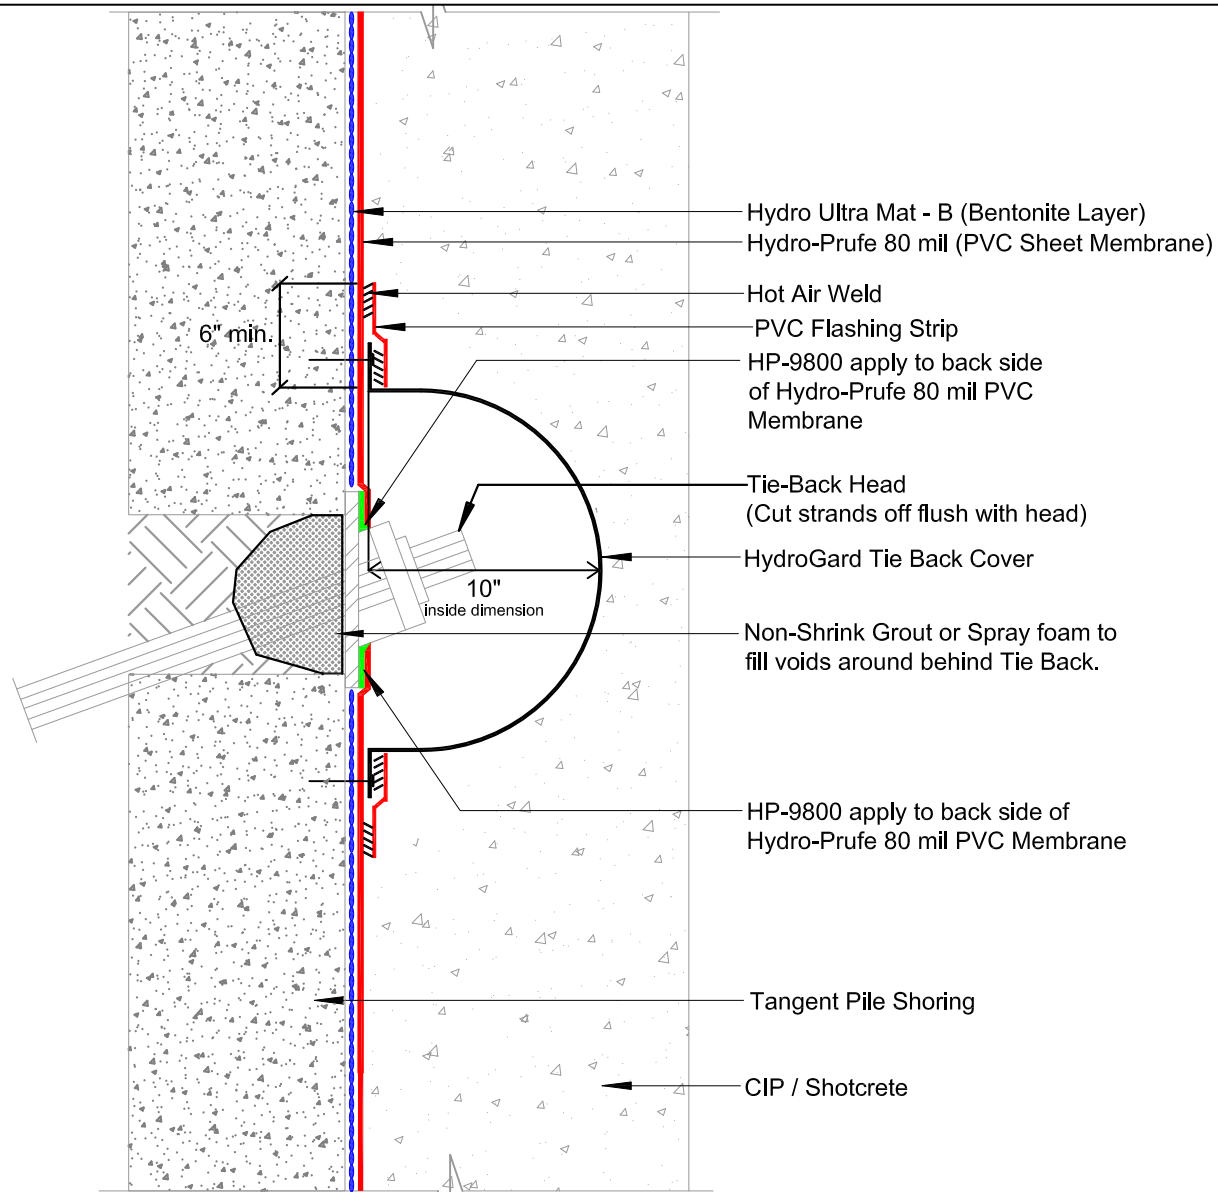 Hydro Ultra Mat - B (Bentonite Layer)
Hydro-Prufe 80 mil (PVC Sheet Membrane)
Hot Air Weld
PVC Flashing Strip
6" min.
HP-9800 apply to back side
of Hydro-Prufe 80 mil PVC
Membrane
Tie-Back Head
(Cut strands off flush with head)
HydroGard Tie Back Cover
10"
inside dimension
Non-Shrink Grout or Spray foam to
fill voids around behind Tie Back.
HP-9800 apply to back side of
Hydro-Prufe 80 mil PVC Membrane
Tangent Pile Shoring
CIP / Shotcrete